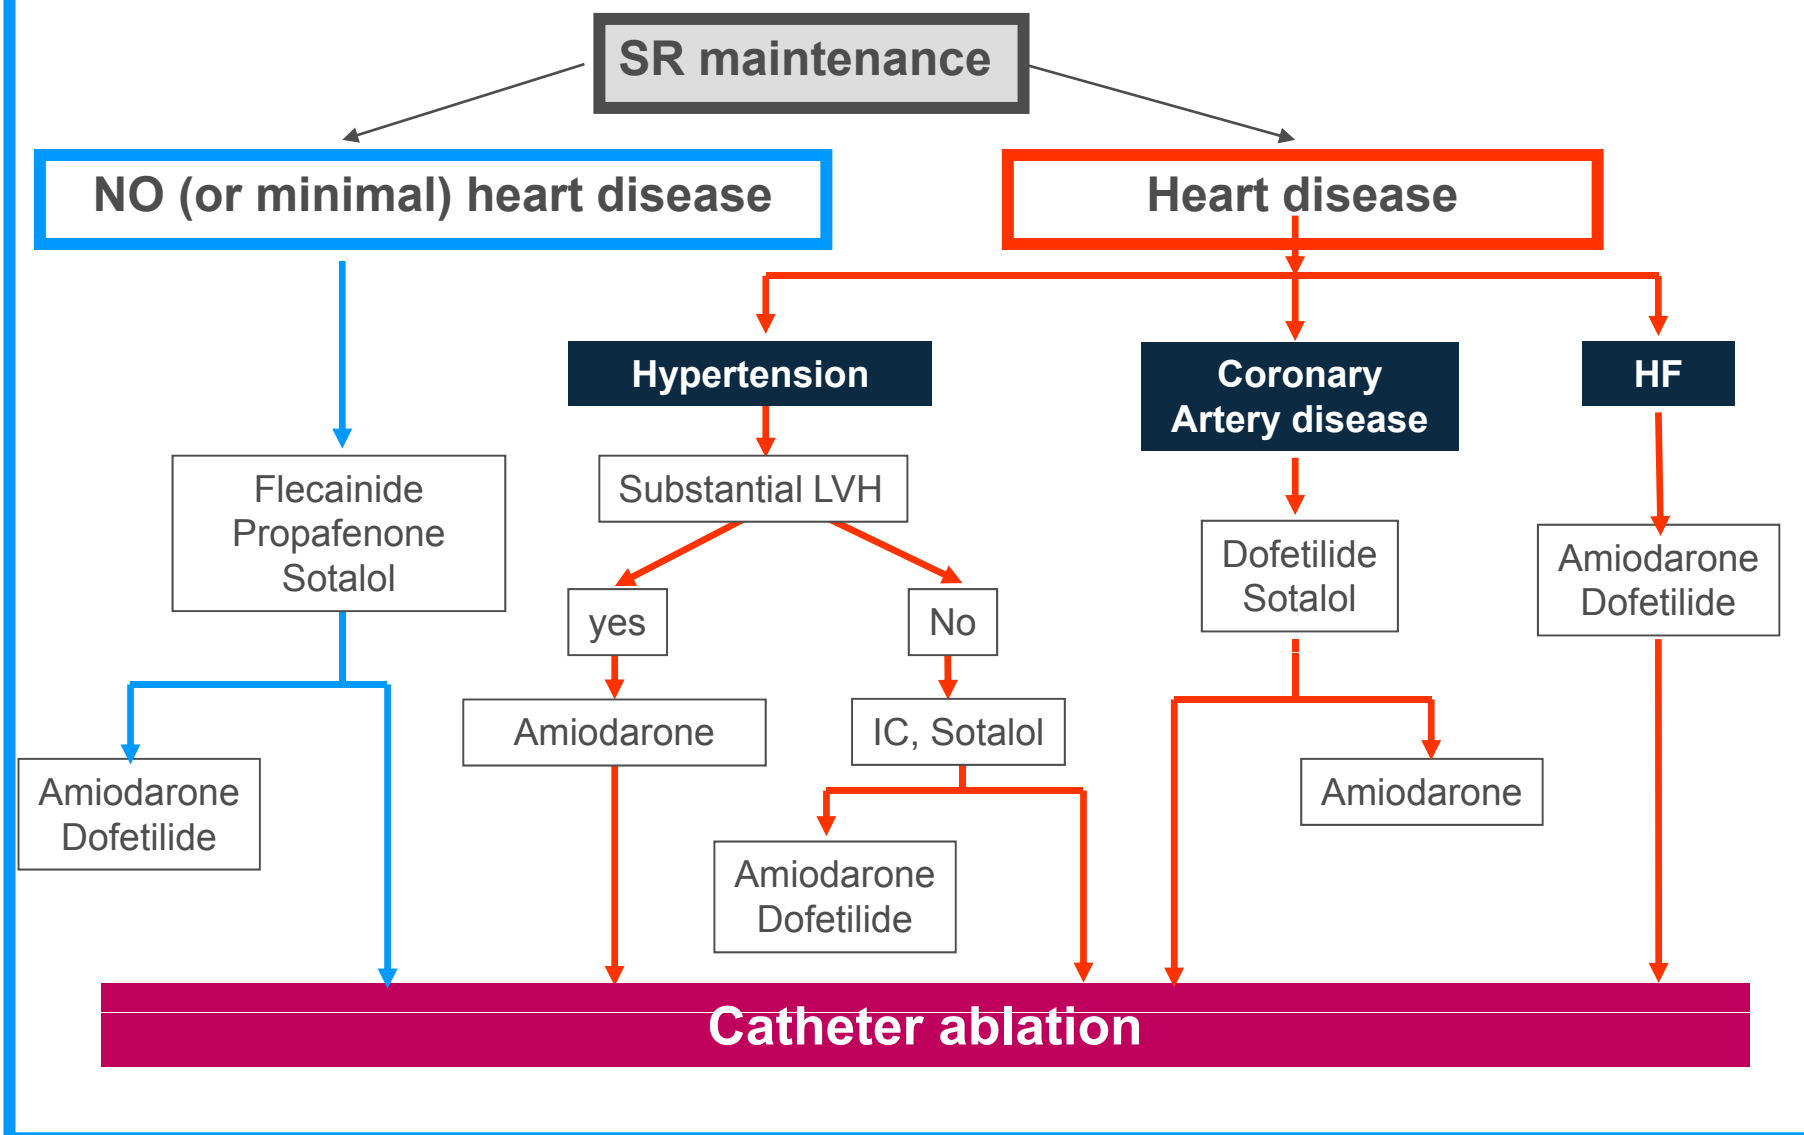 SR maintenance
NO (or minimal) heart disease
Heart disease
Hypertension
Coronary
Artery disease
HF
Flecainide
Propafenone
Sotalol
Substantial LVH
Dofetilide
Sotalol
Amiodarone
Dofetilide
yes
No
Amiodarone
IC, Sotalol
Amiodarone
Dofetilide
Amiodarone
Amiodarone
Dofetilide
Catheter ablation